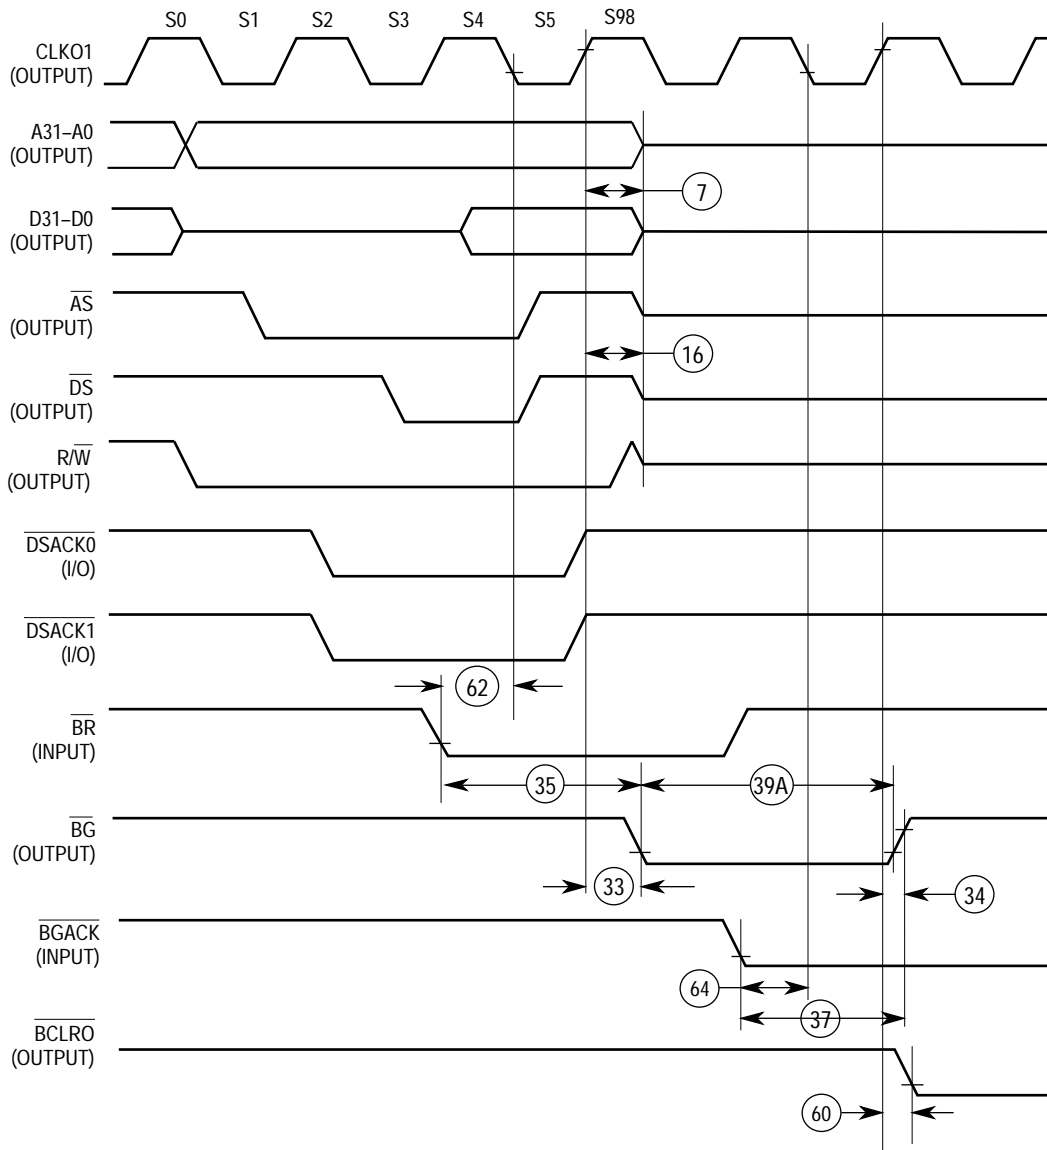 S0 S1 S2 S3 S4 S5 S98
CLKO1
(OUTPUT)
A31–A0
(OUTPUT)
7
D31–D0
(OUTPUT)
AS
(OUTPUT)
16
DS
(OUTPUT)
R/W
(OUTPUT)
DSACK0
(I/O)
DSACK1
(I/O)
62
BR
(INPUT)
35 39A
BG
(OUTPUT)
33 34
BGACK
(INPUT)
64
37
BCLRO
(OUTPUT)
60